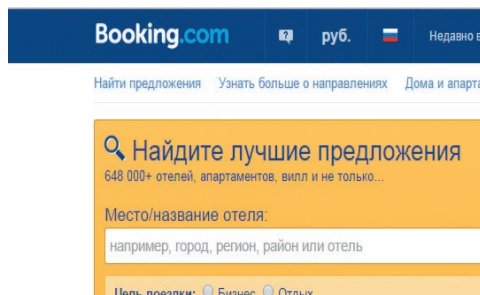 Booking.com руб. Недавно
Найти предложения Узнать больше о направлениях Дома и
Найдите лучшие предложения
648 000+ отелей, апартаментов, вилл и не только...
Место/название отеля:
например, город, регион, район или отель
Цель поездки: Бизнес Отдых